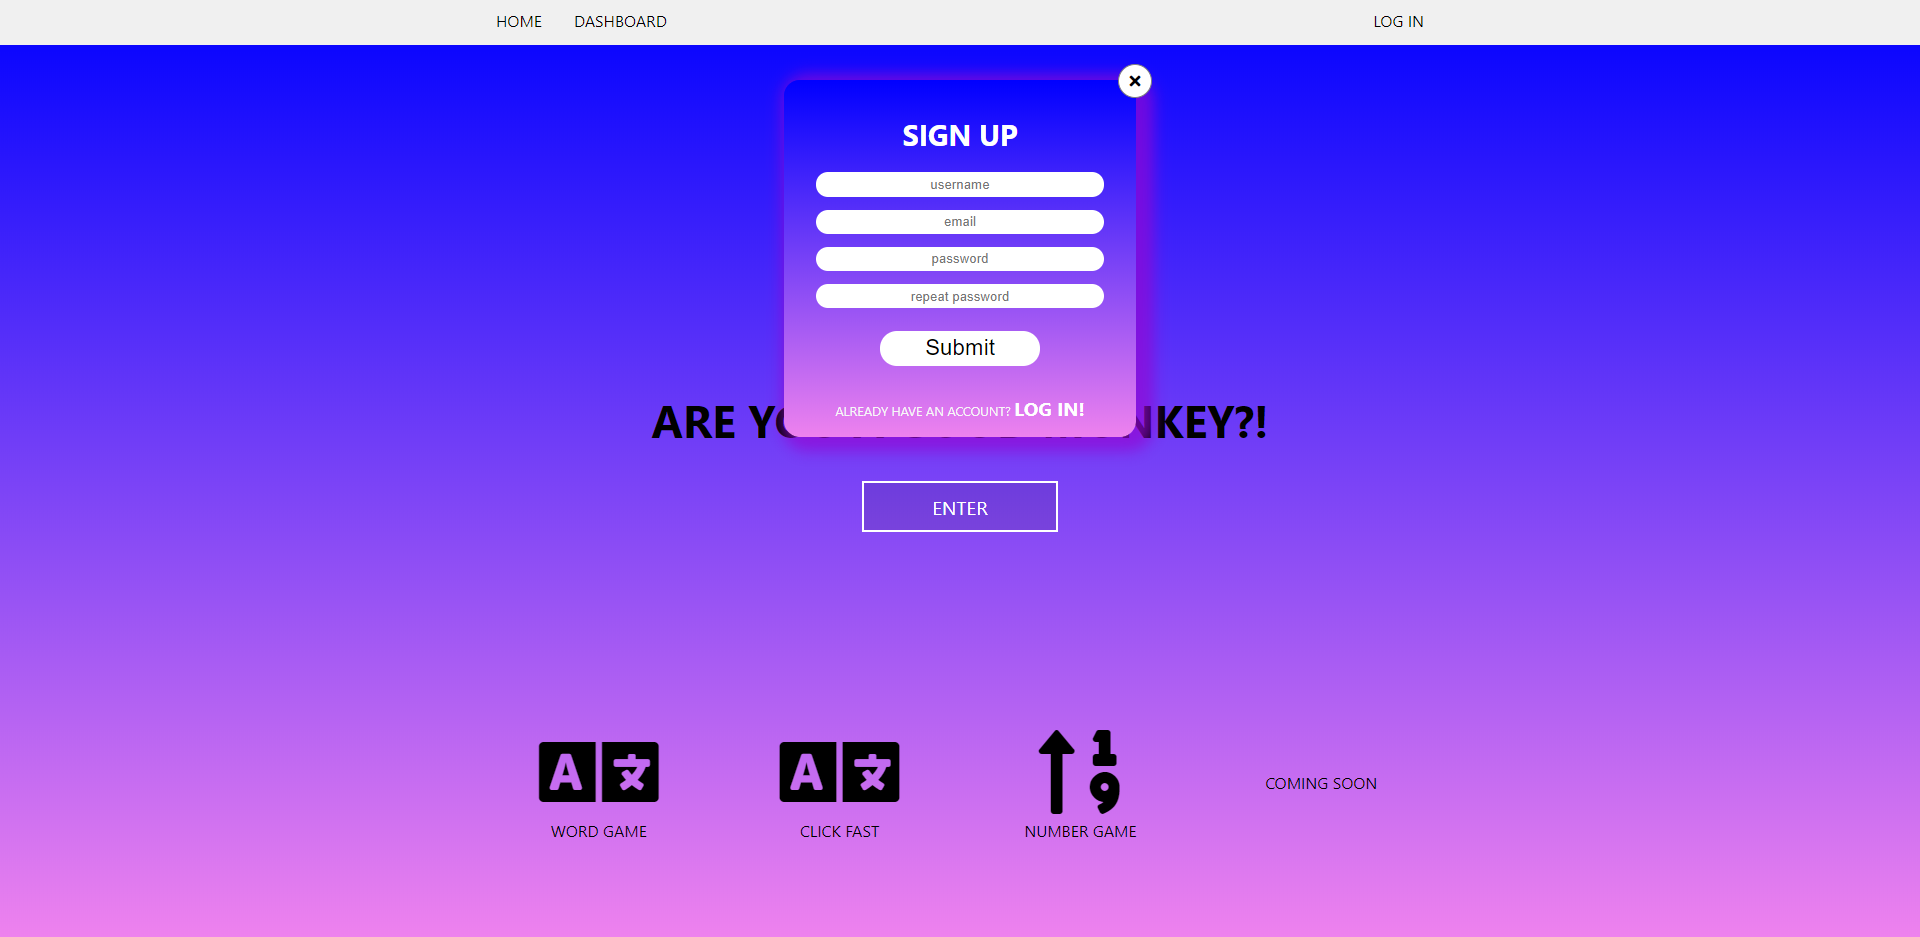 HOME DASHBOARD LOG IN
SIGN UP
username
email
password
repeat password
Submit
ALREADY HAVE AN ACCOUNT? LOG IN!
ARE KEY?!
ENTER
A 文 A 文 1 9
COMING SOON
WORD GAME CLICK FAST NUMBER GAME